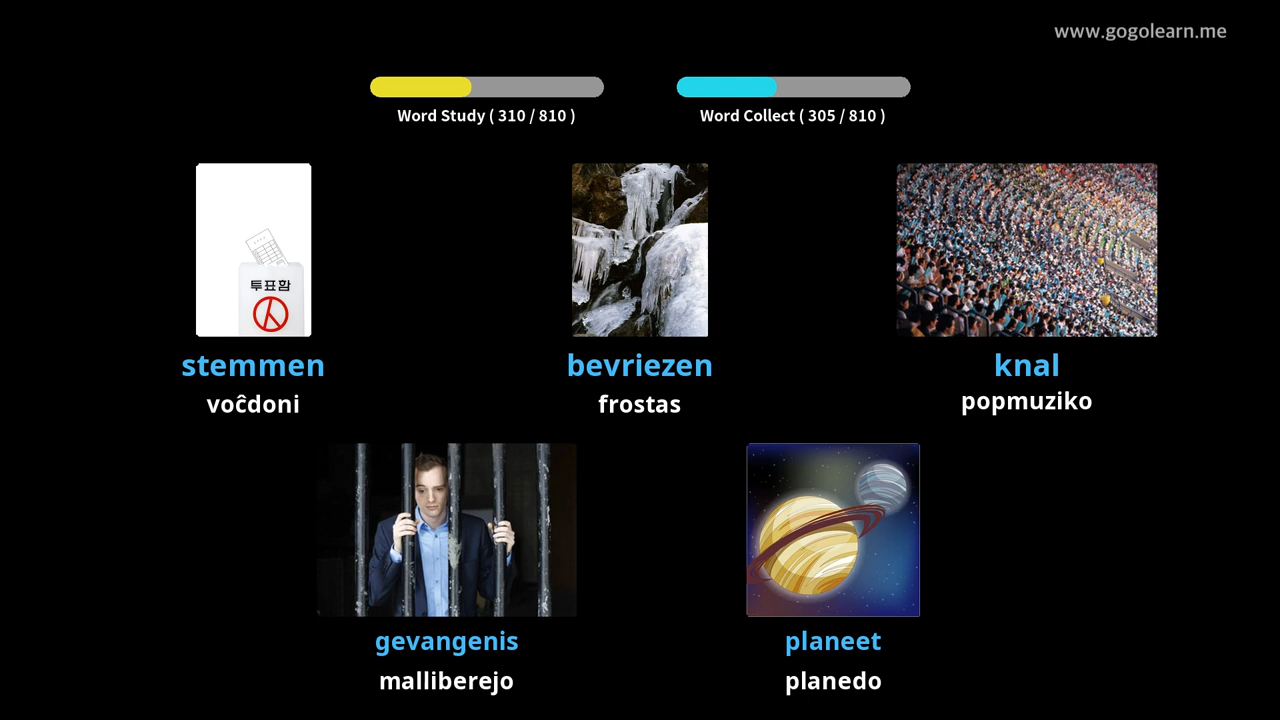 www.gogolearn.me
Word Study ( 310 / 810 )
Word Collect ( 305 / 810 )
투표함
stemmen
bevriezen
knal
voĉdoni
frostas
popmuziko
gevangenis
planeet
malliberejo
planedo